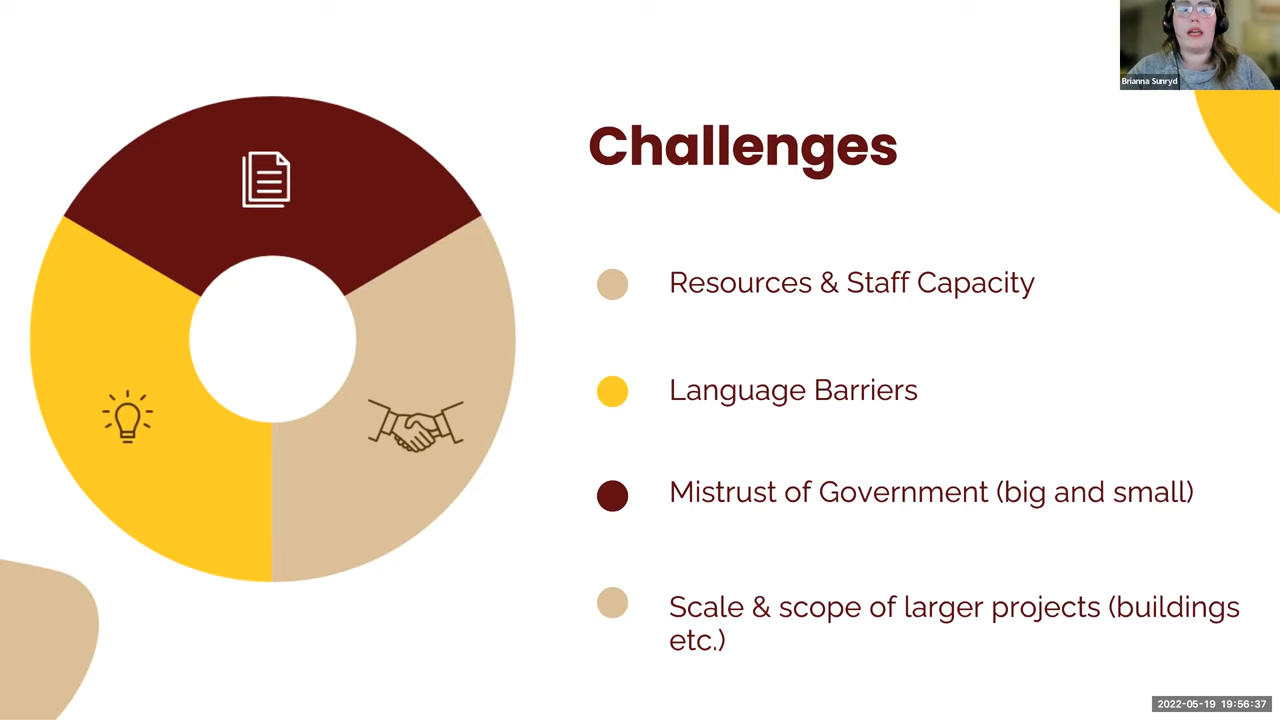 Brianna Sunryd
Challenges
Resources & Staff Capacity
Language Barriers
Mistrust of Government (big and small)
Scale & scope of larger projects (buildings
etc.)
2022-05-19 19:56:37